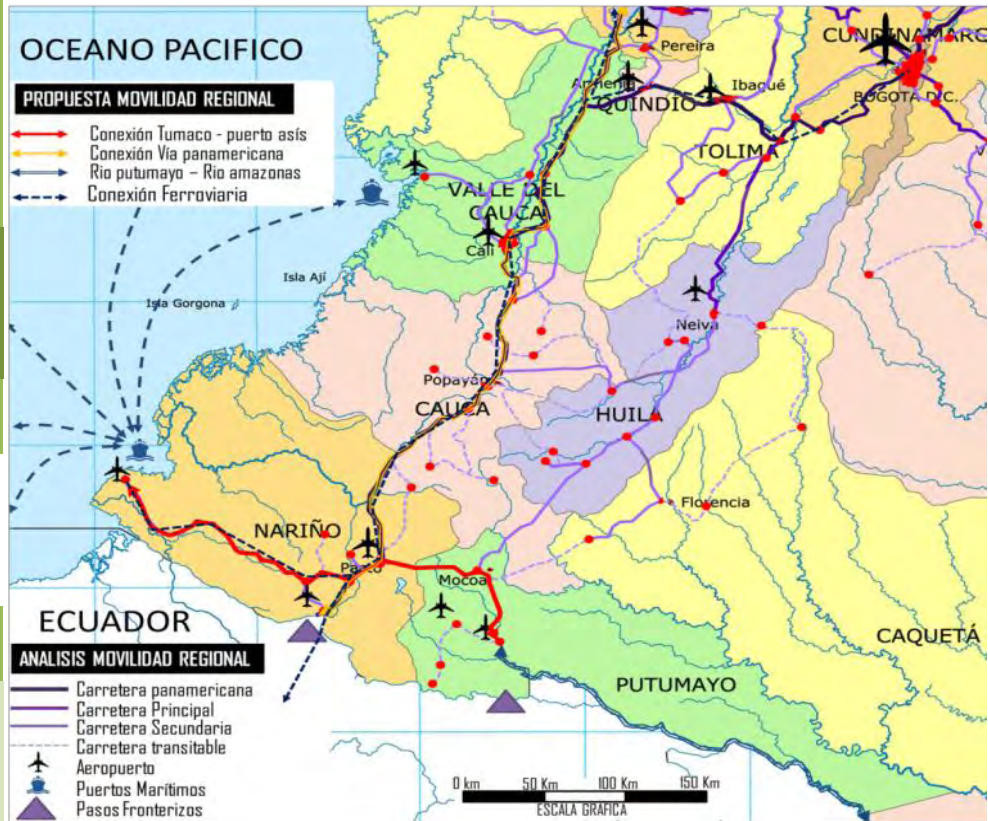 OCEANO PACIFICO
PROPUESTA MOVILIDAD REGIONAL
Conexión Tumaco - puerto asís
Conexión Vía panamericana
Rio putumayo – Rio amazonas
Conexión Ferroviaria
Pereira
CUNDINAMARC
Armenia
Ibagué
QUINDIO
BOGOTA D.C.
TOLIMA
VALLE DEL
CAUCA
Cali
Isla Ají
Isla Gorgona
Neiva
Popayán
CAUCA
HUILA
Florencia
NARIÑO
Pasto
Mocoa
ECUADOR
CAQUETÁ
PUTUMAYO
ANALISIS MOVILIDAD REGIONAL
Carretera panamericana
Carretera Principal
Carretera Secundaria
Carretera transitable
Aeropuerto
Puertos Marítimos
Pasos Fronterizos
0 Km 50 Km 100 Km 150 Km
ESCALA GRAFICA